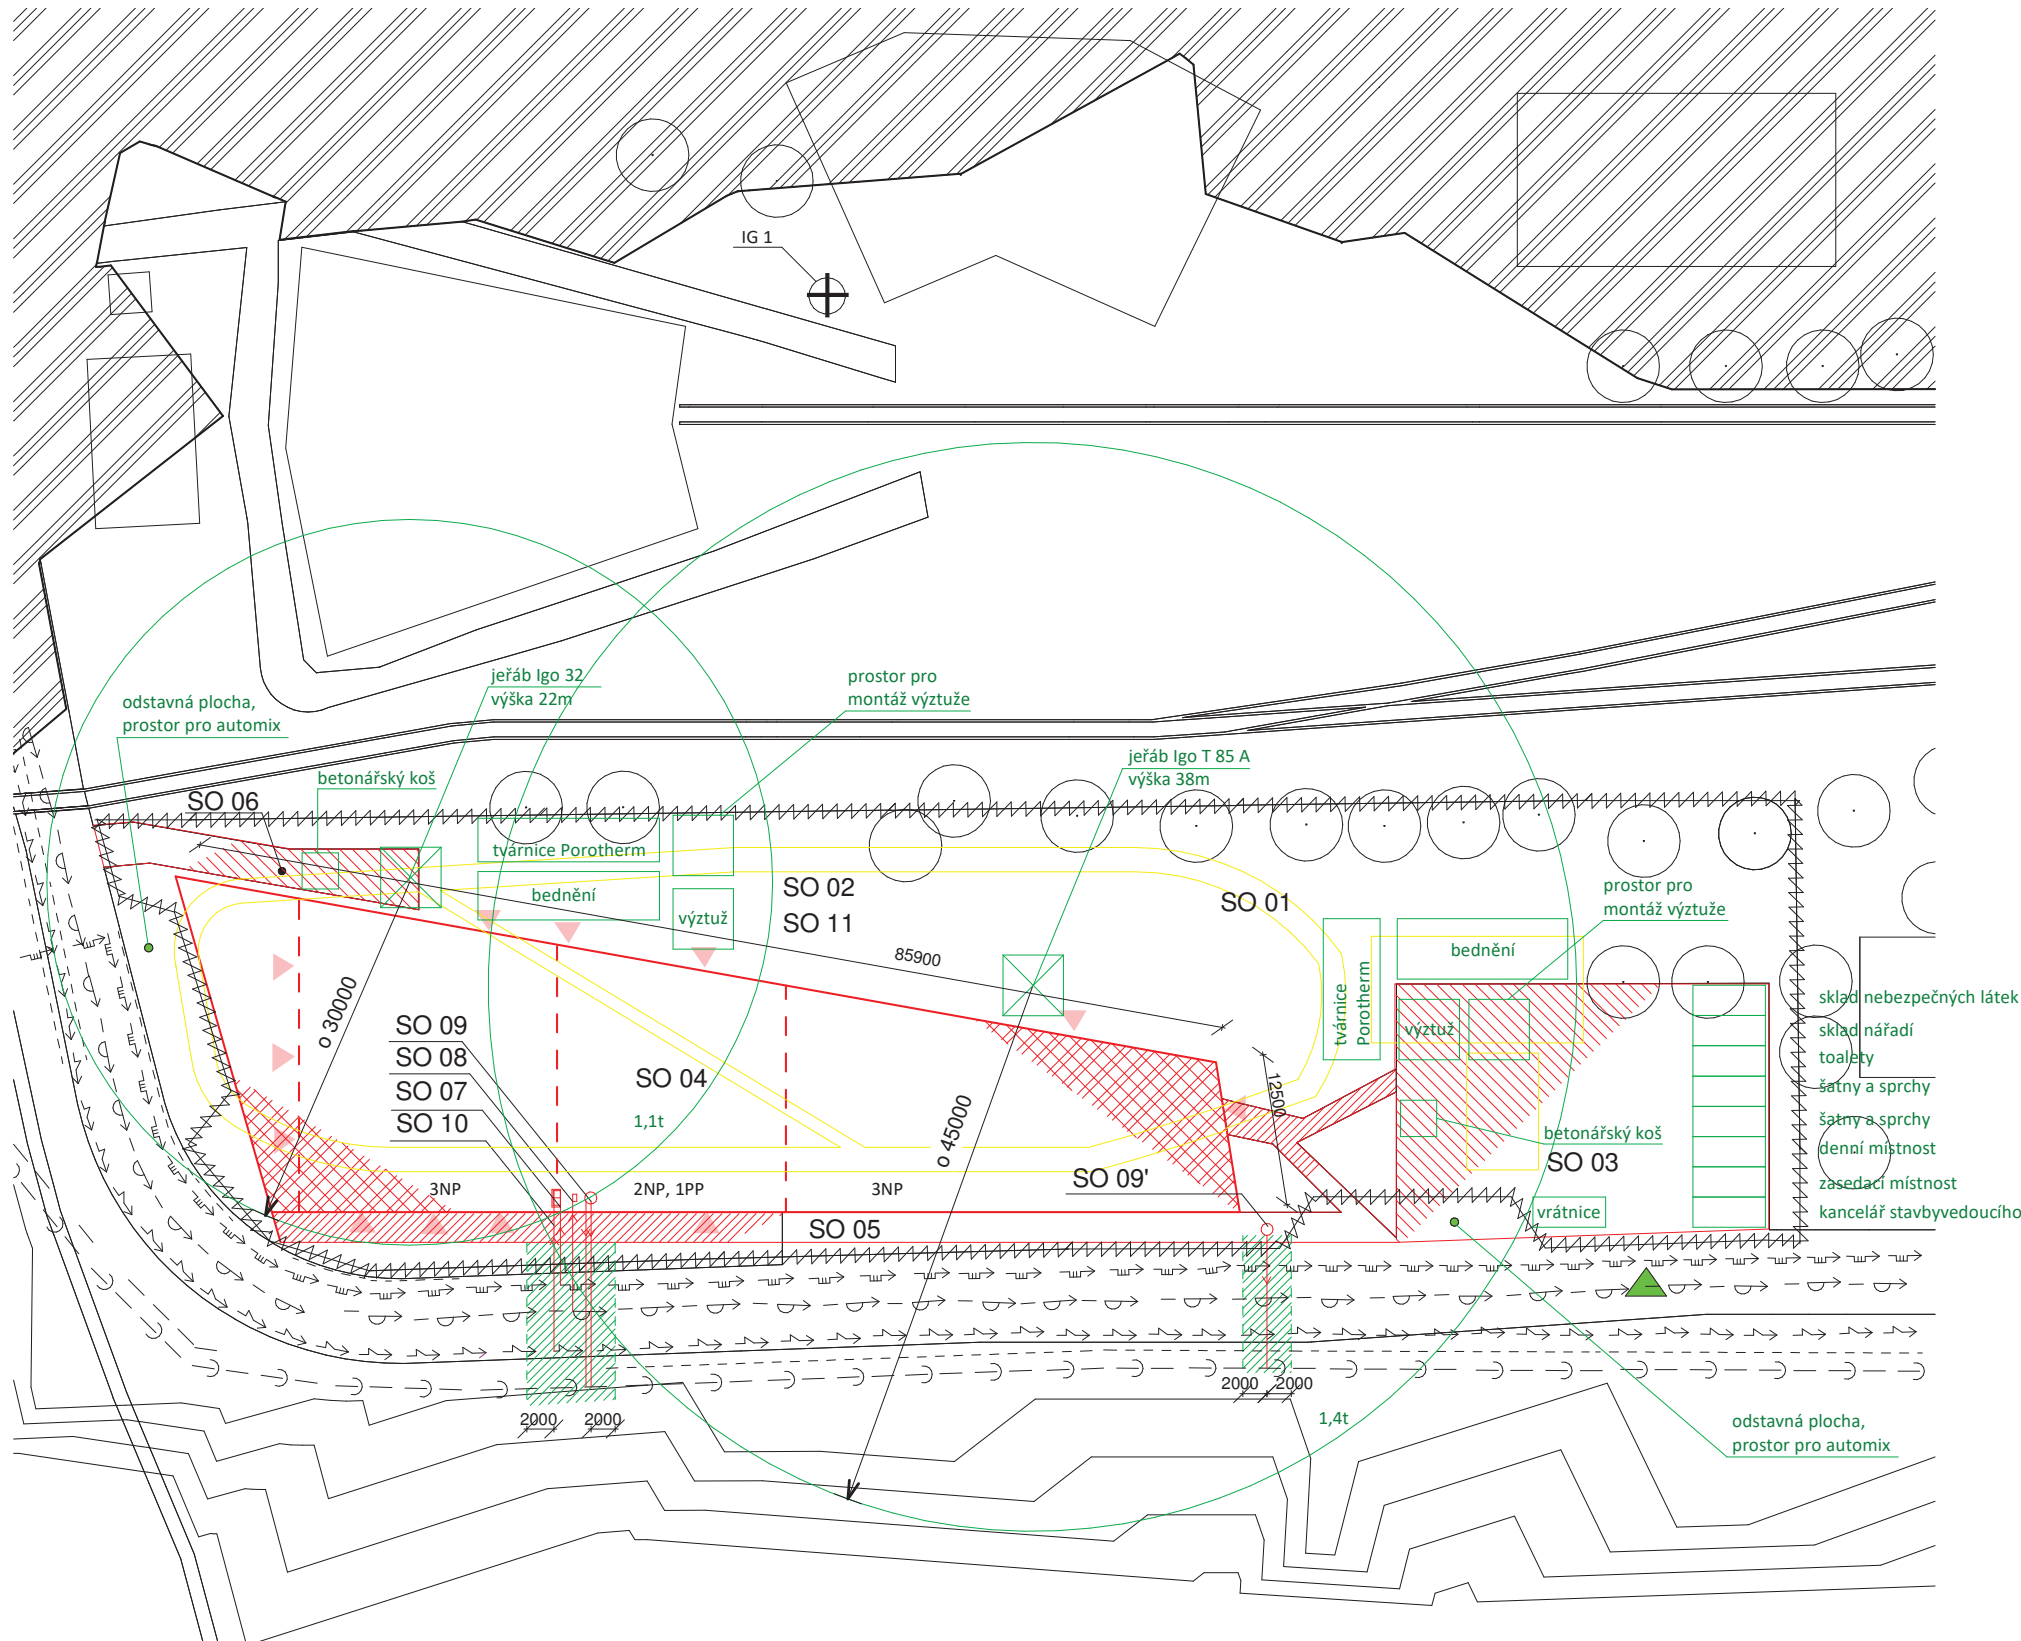 IG 1
jeřáb Igo 32
výška 22m
prostor pro
montáž výztuže
odstavná plocha,
prostor pro automix
jeřáb Igo T 85 A
výška 38m
betonářský koš
SO 06
tvárnice Porotherm
bednění
výztuž
SO 02
SO 11
SO 01
prostor pro
montáž výztuže
85900
bednění
tvárnice
Porotherm
výztuž
sklad nebezpečných látek
sklad nářadí
toalety
šatny a sprchy
šatny a sprchy
denní místnost
zasedací místnost
kancelář stavbyvedoucího
o 30000
SO 09
SO 08
SO 07
SO 10
SO 04
1,1t
o 45000
12500
betonářský koš
SO 03
SO 09'
3NP
2NP, 1PP
3NP
vrátnice
SO 05
2000
2000
2000
2000
1,4t
odstavná plocha,
prostor pro automix